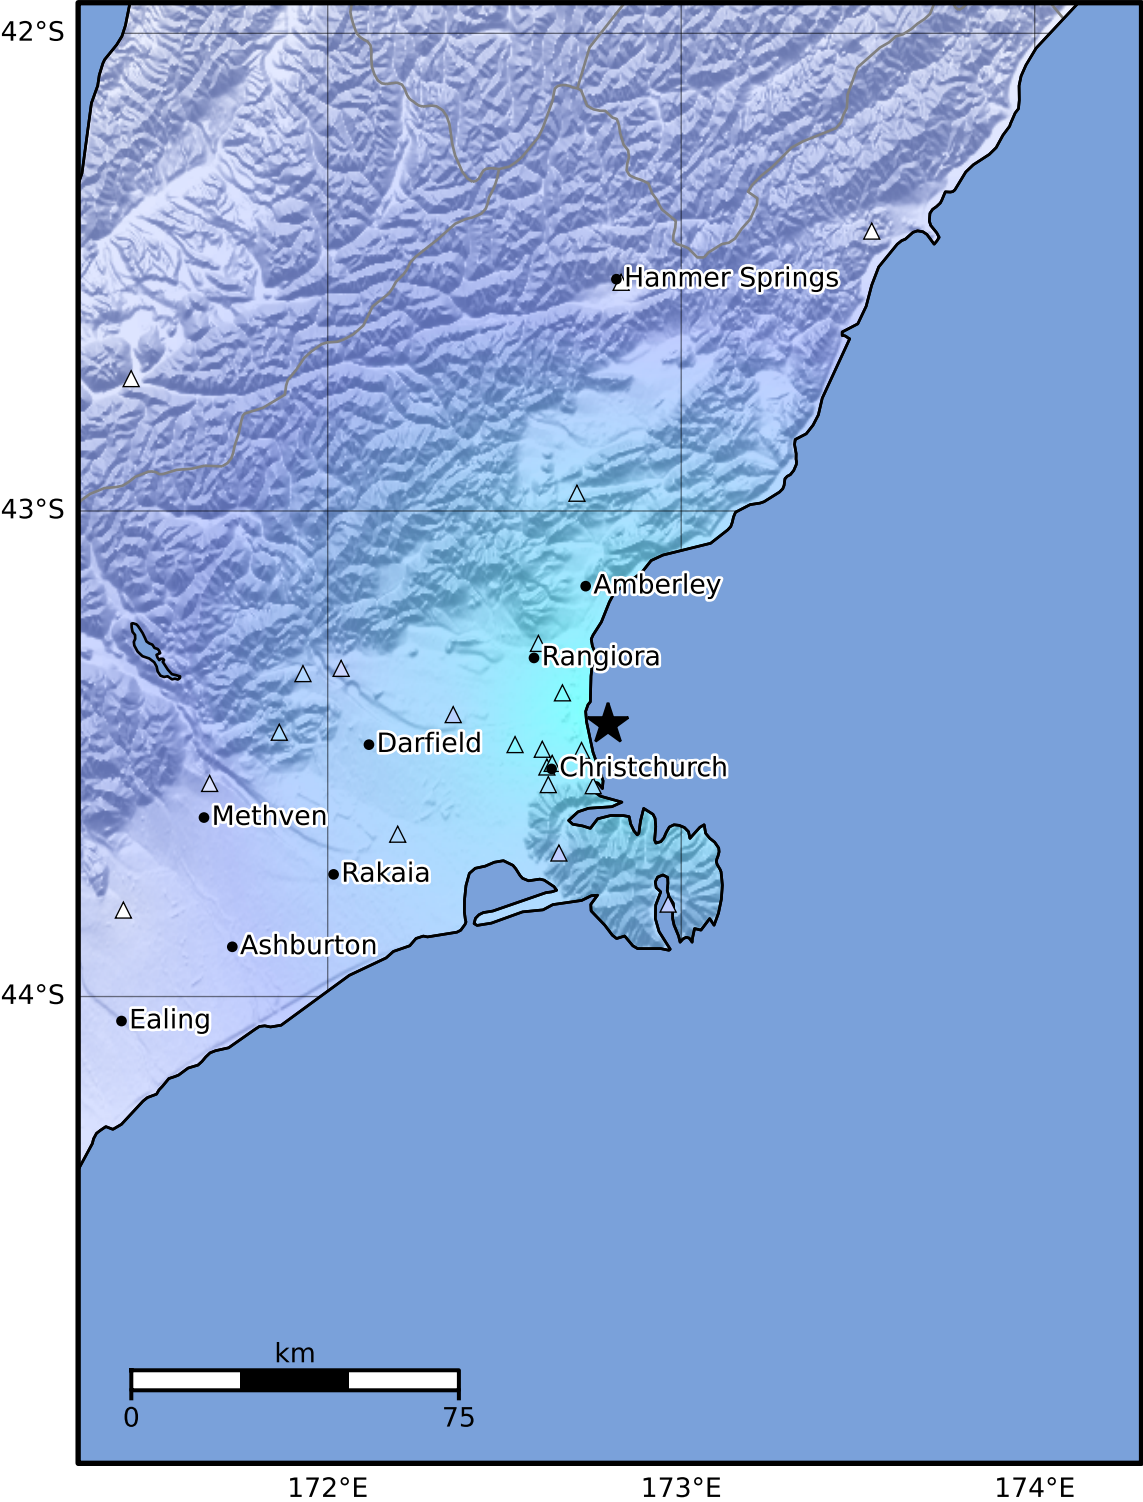 42°S
Hanmer Springs
43°S
Amberley
Rangiora
Darfield
Christchurch
Methven
Rakaia
Ashburton
44°S
Ealing
km
0 75
172°E 173°E 174°E